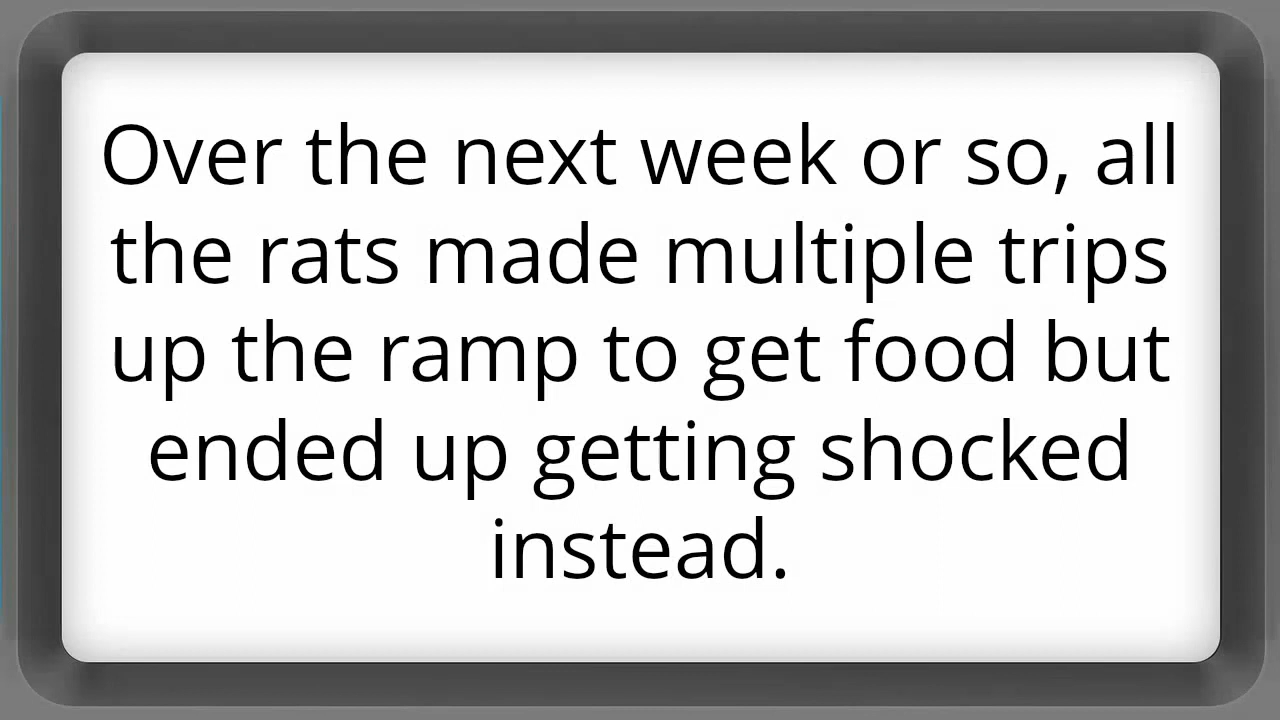 Over the next week or so, all
the rats made multiple trips
up the ramp to get food but
ended up getting shocked
instead.